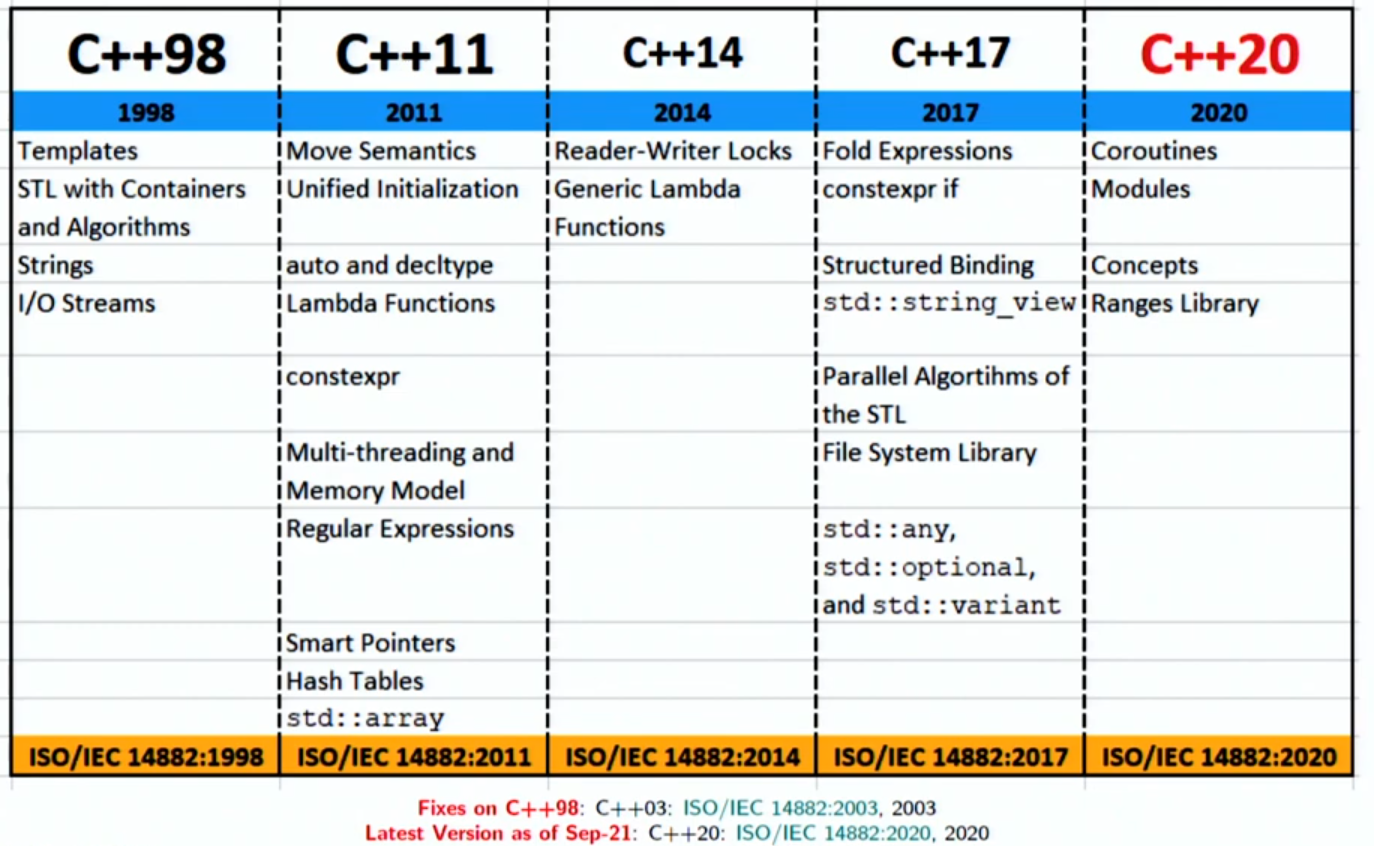 C++98 C++11 C++14 C++17 C++20
1998 2011 2014 2017 2020
Templates Move Semantics Reader-Writer Locks Fold Expressions Coroutines
STL with Containers Unified Initialization Generic Lambda constexpr if Modules
and Algorithms Functions
Strings auto and decltype Structured Binding Concepts
I/O Streams Lambda Functions std::string_view Ranges Library
constexpr Parallel Algortihms of
the STL
Multi-threading and File System Library
Memory Model
Regular Expressions std::any,
std::optional,
and std::variant
Smart Pointers
Hash Tables
std::array
ISO/IEC 14882:1998 ISO/IEC 14882:2011 ISO/IEC 14882:2014 ISO/IEC 14882:2017 ISO/IEC 14882:2020
Fixes on C++98: C++03: ISO/IEC 14882:2003, 2003
Latest Version as of Sep-21: C++20: ISO/IEC 14882:2020, 2020